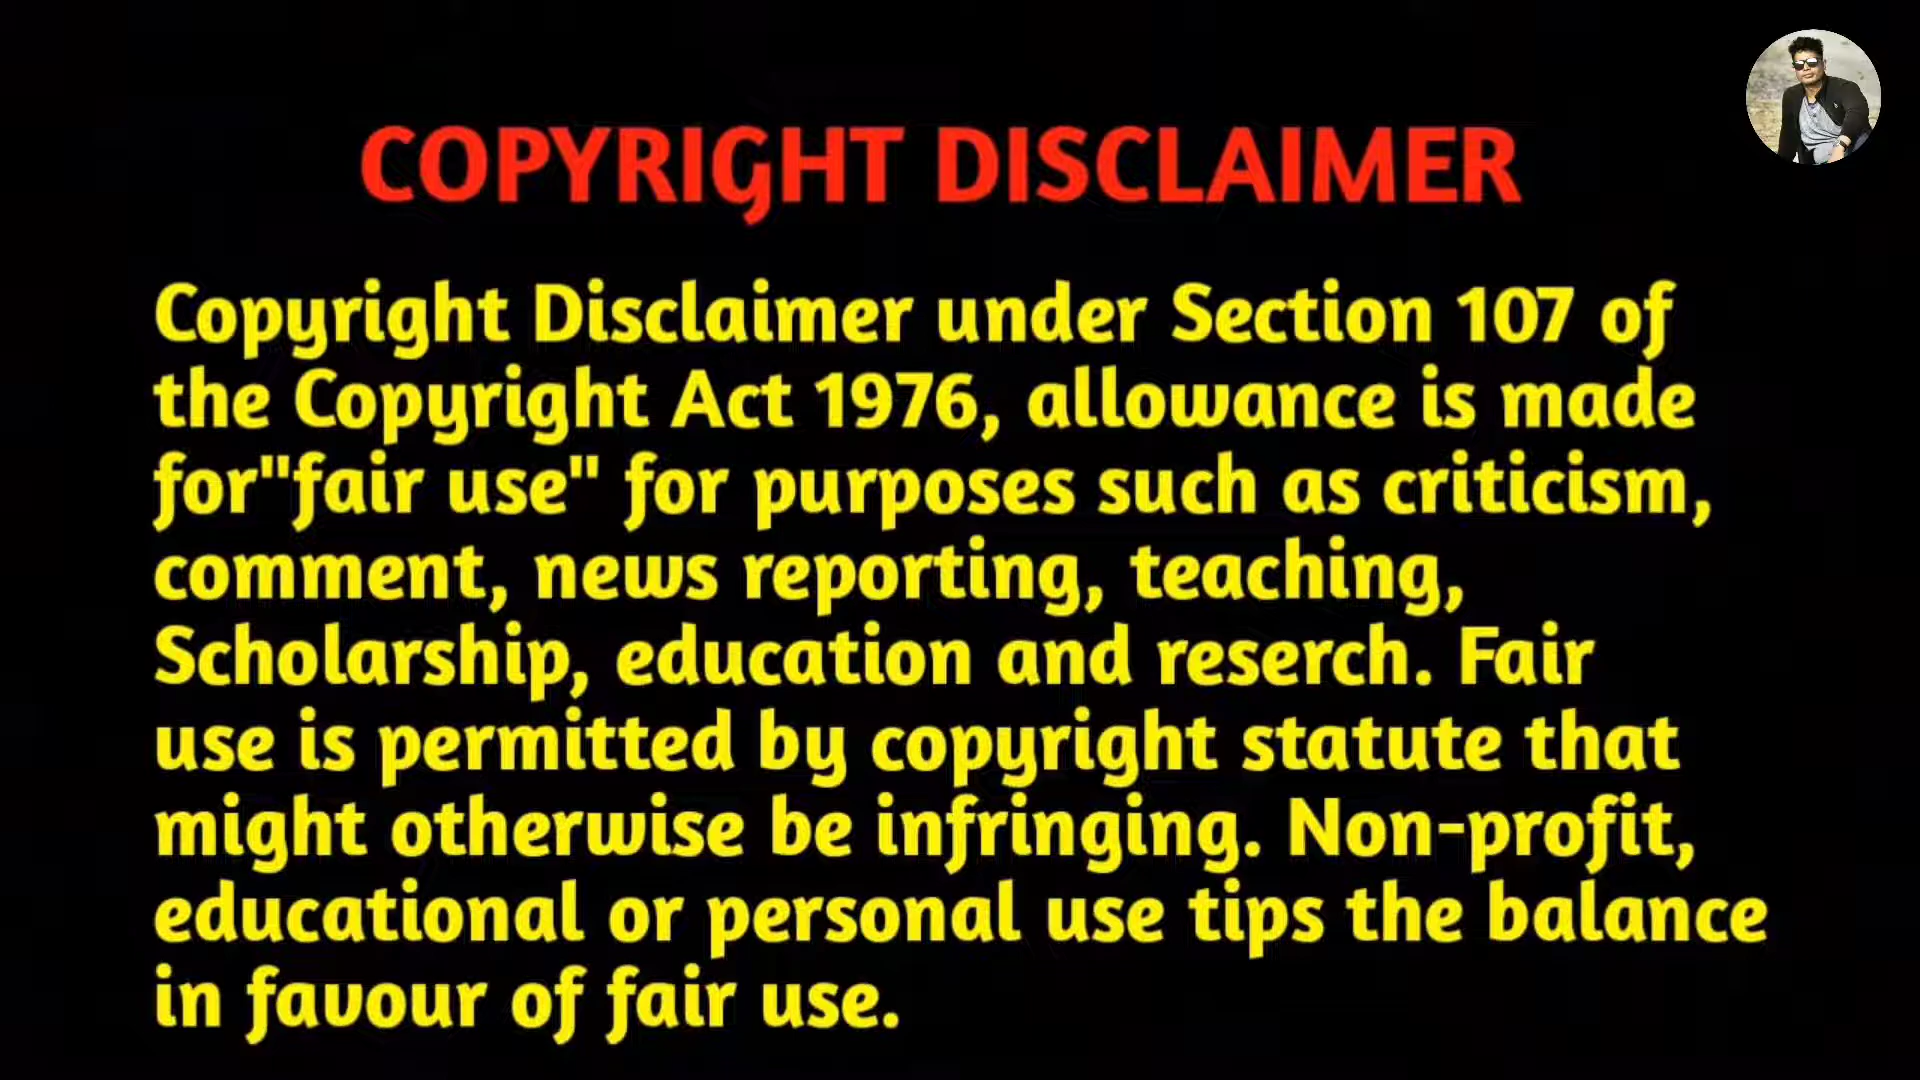 COPYRIGHT DISCLAIMER
Copyright Disclaimer under Section 107 of
the Copyright Act 1976, allowance is made
for"fair use" for purposes such as criticism,
comment, news reporting, teaching,
Scholarship, education and reserch. Fair
use is permitted by copyright statute that
might otherwise be infringing. Non-profit,
educational or personal use tips the balance
in favour of fair use.